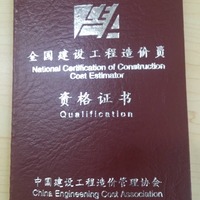 全国建设工程造价员
National Certification of Construction
Cost Estimator
资格证书
Qualification
中国建设工程造价管理协会
China Engineering Cost Association